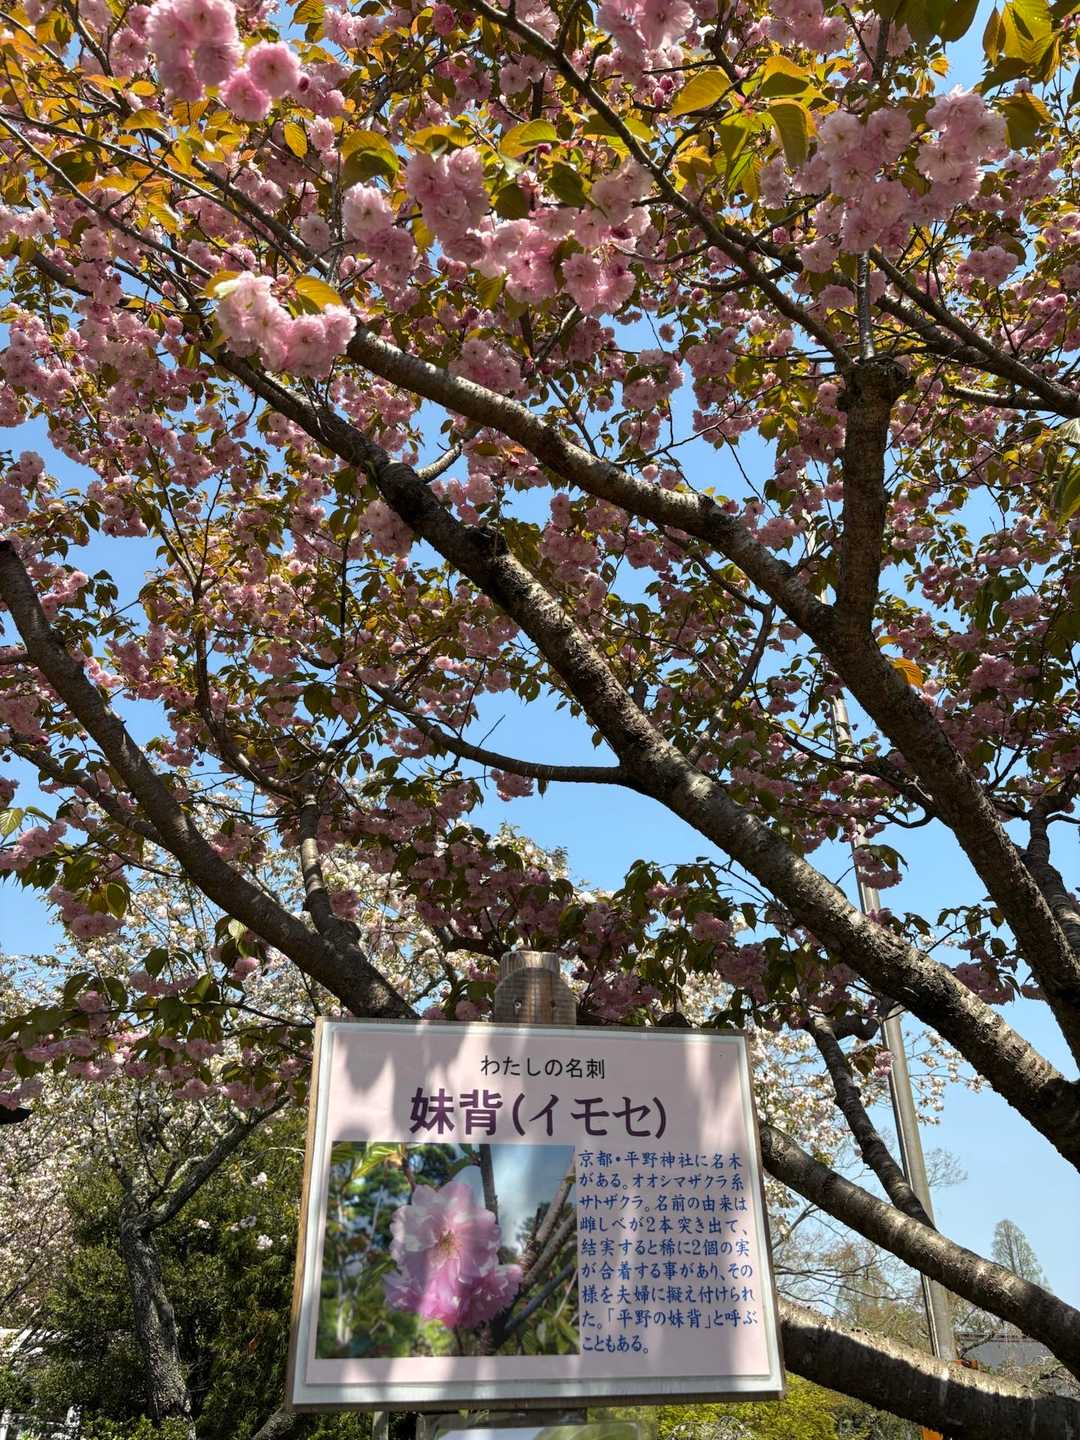 わたしの名刺
妹背(イモセ)
京都・平野神社に名木
がある。オオシマザクラ系
サトザクラ。名前の由来は
雌しべが2本突き出て、
結実すると稀に2個の実
が合着する事があり、その
様を夫婦に擬え付けられ
た。「平野の妹背」と呼ぶ
こともある。